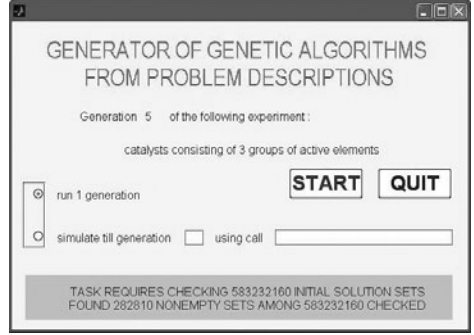 GENERATOR OF GENETIC ALGORITHMS
FROM PROBLEM DESCRIPTIONS
Generation 5 of the following experiment :
catalysts consisting of 3 groups of active elements
START QUIT
run 1 generation
simulate till generation using call
TASK REQUIRES CHECKING 583232160 INITIAL SOLUTION SETS
FOUND 282810 NONEMPTY SETS AMONG 583232160 CHECKED